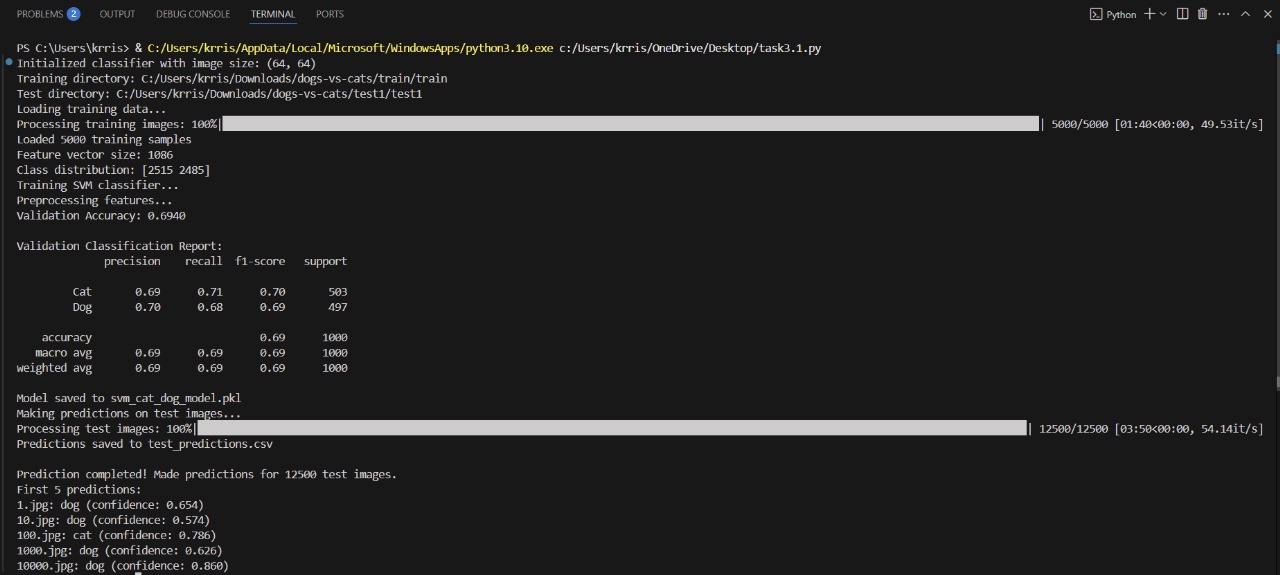 PROBLEMS 2 OUTPUT DEBUG CONSOLE TERMINAL PORTS Python
PS C:\Users\krris> & C:/Users/krris/AppData/Local/Microsoft/WindowsApps/python3.10.exe c:/Users/krris/OneDrive/Desktop/task3.1.py
Initialized classifier with image size: (64, 64)
Training directory: C:/Users/krris/Downloads/dogs-vs-cats/train/train
Test directory: C:/Users/krris/Downloads/dogs-vs-cats/test1/test1
Loading training data...
Processing training images: 100%| | 5000/5000 [01:40<00:00, 49.53it/s]
Loaded 5000 training samples
Feature vector size: 1086
Class distribution: [2515 2485]
Training SVM classifier...
Preprocessing features...
Validation Accuracy: 0.6940
Validation Classification Report:
precision recall f1-score support
Cat 0.69 0.71 0.70 503
Dog 0.70 0.68 0.69 497
accuracy 0.69 1000
macro avg 0.69 0.69 0.69 1000
weighted avg 0.69 0.69 0.69 1000
Model saved to svm_cat_dog_model.pkl
Making predictions on test images...
Processing test images: 100%| | 12500/12500 [03:50<00:00, 54.14it/s]
Predictions saved to test_predictions.csv
Prediction completed! Made predictions for 12500 test images.
First 5 predictions:
1.jpg: dog (confidence: 0.654)
10.jpg: dog (confidence: 0.574)
100.jpg: cat (confidence: 0.786)
1000.jpg: dog (confidence: 0.626)
10000.jpg: dog (confidence: 0.860)